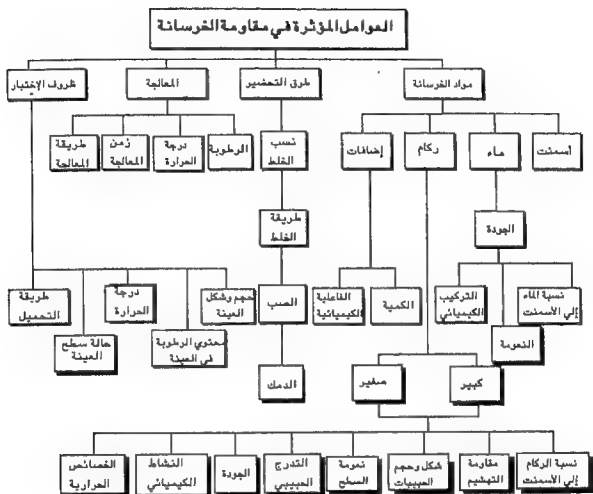 العوامل المؤثرة في مقاومة الخرسانة
مواد الخرسانة
طرق التحضير
المعالجة
ظروف الإختبار
أسمنت
ماء
ركام
إضافات
نسب
الخلط
الرطوبة
درجة
الحرارة
زمن
المعالجة
طريقة
المعالجة
الجودة
طريقة
الخلط
نسبة الماء
إلي الأسمنت
النعومة
التركيب
الكيميائي
الكمية
الفاعلية
الكيميائية
الصب
حجم وشكل
العينة
محتوي الرطوبة
في العينة
درجة
الحرارة
حالة سطح
العينة
طريقة
التحميل
كبير
صغير
الدمك
نسبة الركام
إلي الأسمنت
مقاومة
التهشيم
شكل وحجم
الحبيبات
نعومة
السطح
التدرج
الحبيبي
الجودة
النشاط
الكيميائي
الخصائص
الحرارية